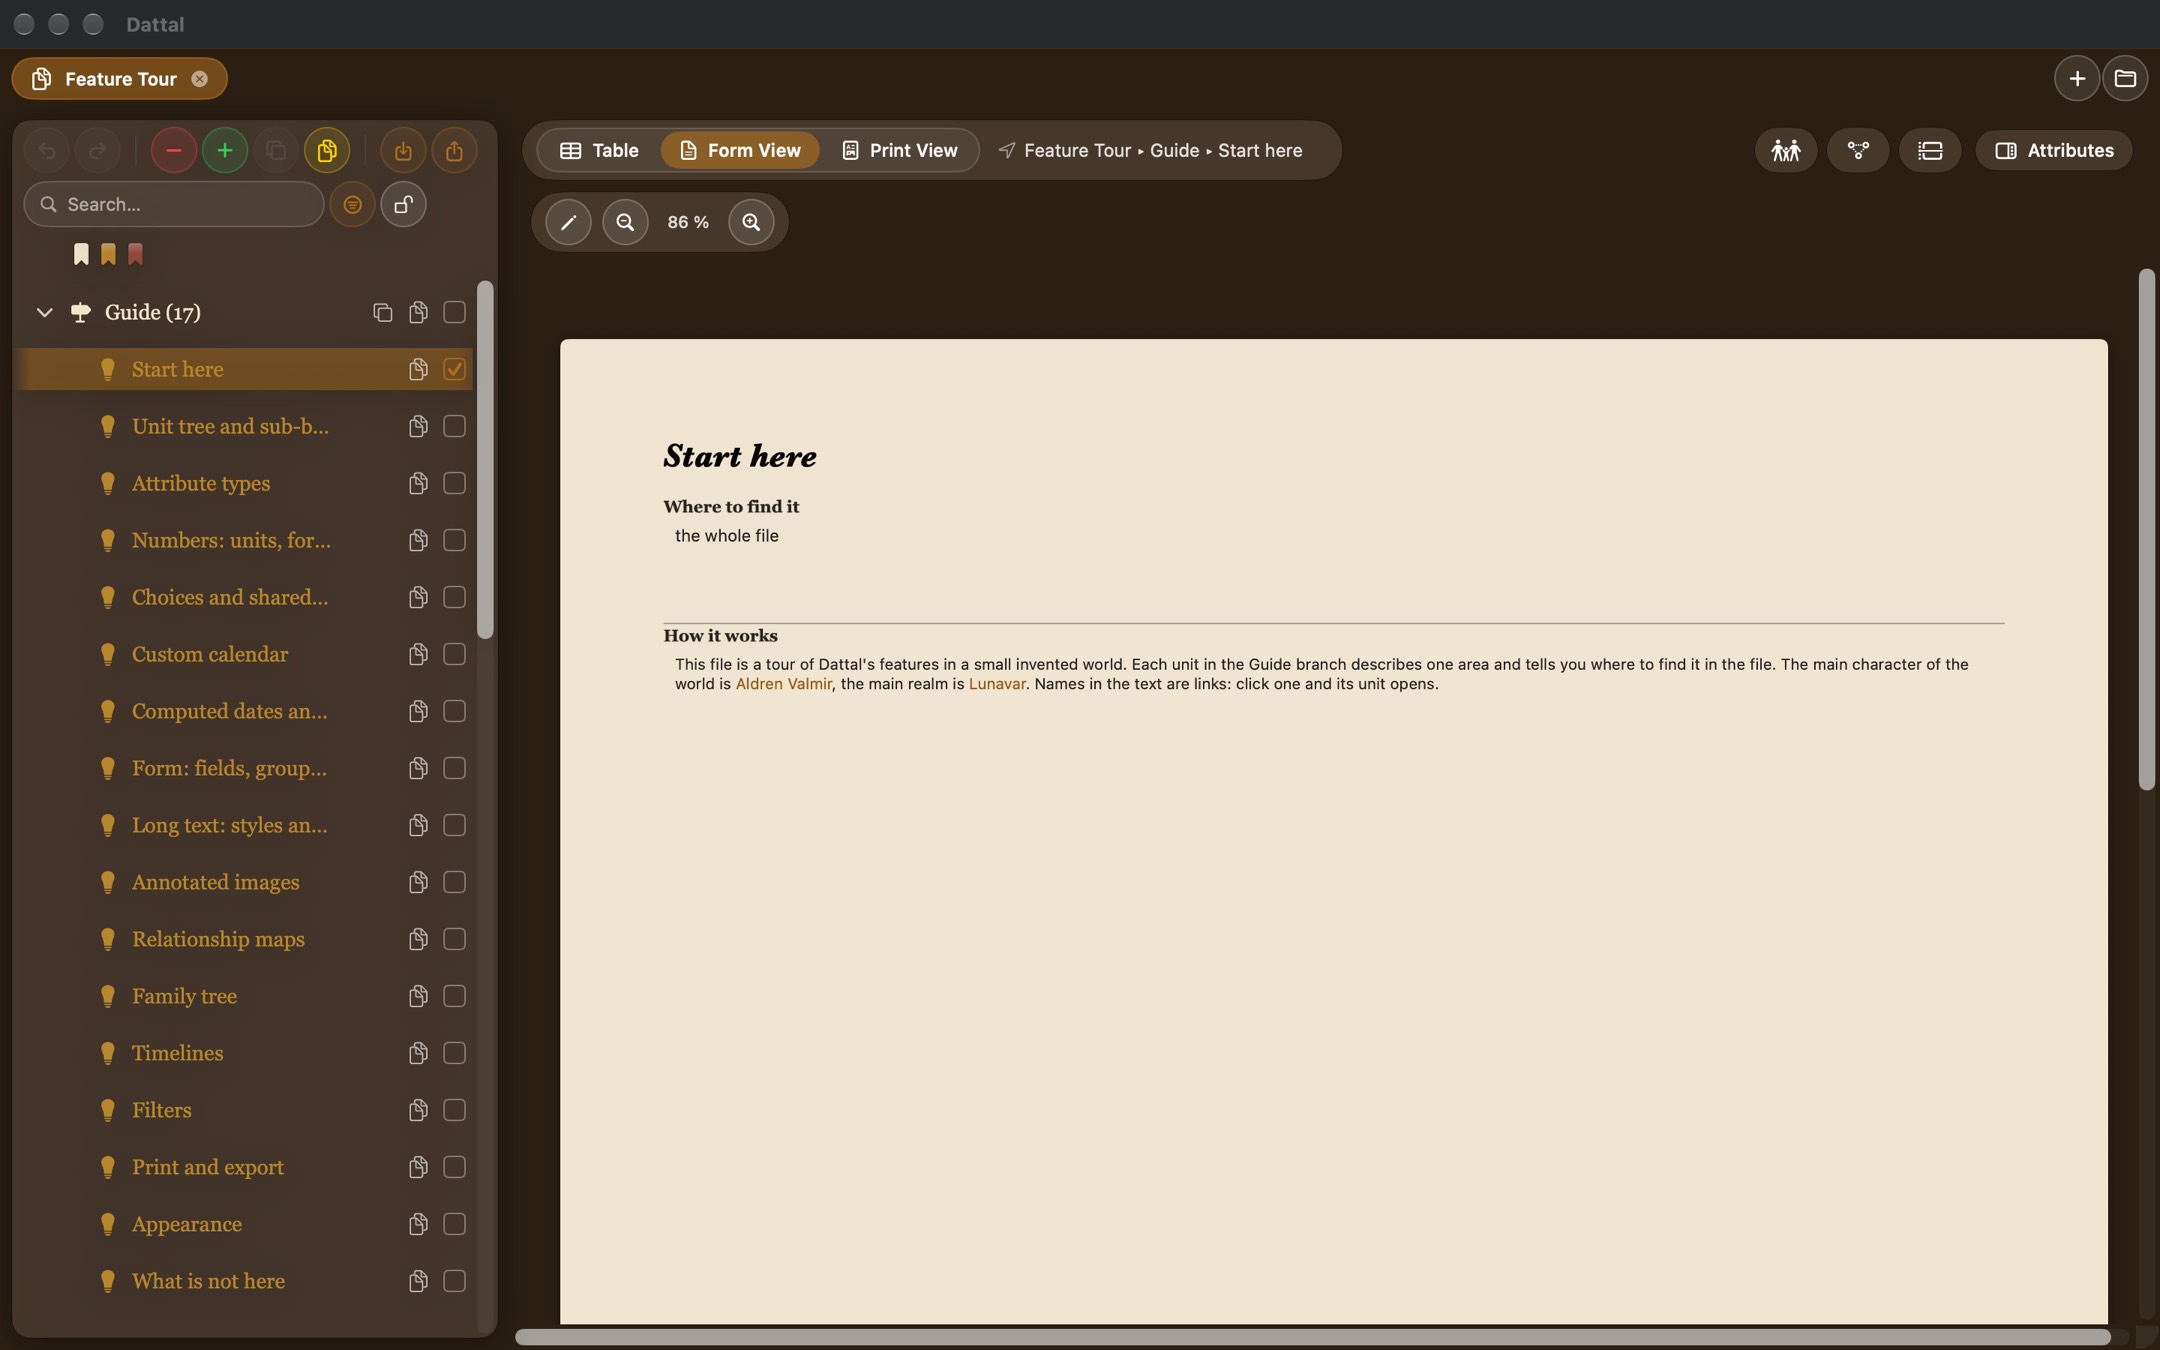 Dattal
Feature Tour
Table
Form View
Print View
Feature Tour ▸ Guide ▸ Start here
Attributes
Search...
86 %
Guide (17)
Start here
Unit tree and sub-b...
Attribute types
Numbers: units, for...
Choices and shared...
Custom calendar
Computed dates an...
Form: fields, group...
Long text: styles an...
Annotated images
Relationship maps
Family tree
Timelines
Filters
Print and export
Appearance
What is not here
Start here
Where to find it
the whole file
How it works
This file is a tour of Dattal's features in a small invented world. Each unit in the Guide branch describes one area and tells you where to find it in the file. The main character of the
world is Aldren Valmir, the main realm is Lunavar. Names in the text are links: click one and its unit opens.